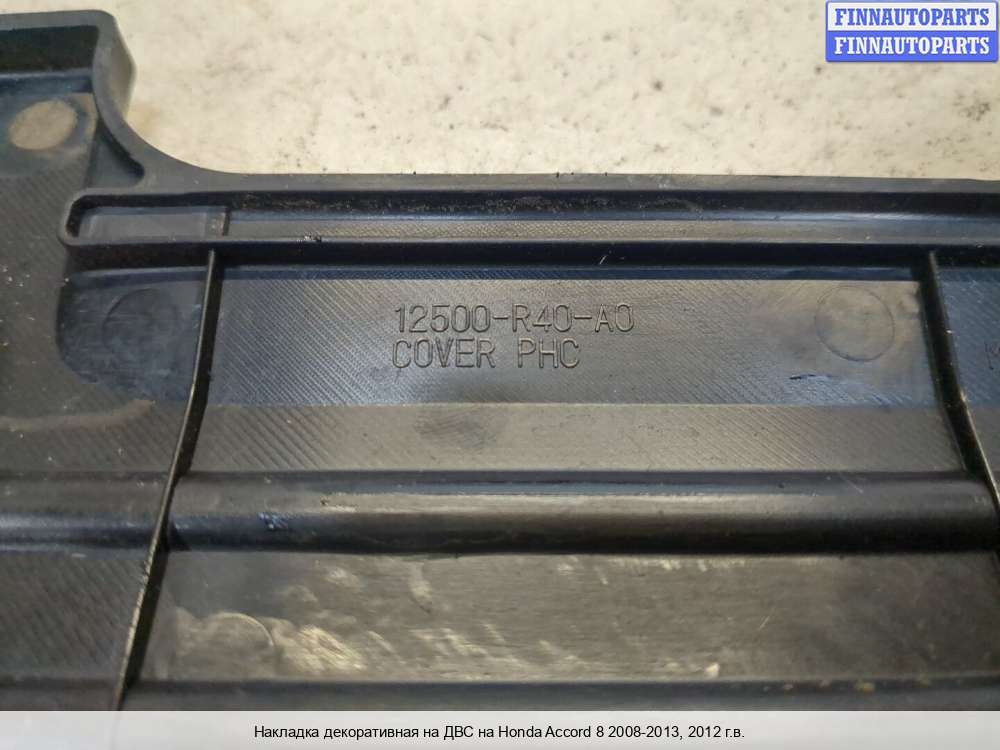 FINNAUTOPARTS
FINNAUTOPARTS
12500-R40-A0
COVER PHC
Накладка декоративная на ДВС на Honda Accord 8 2008-2013, 2012 г.в.